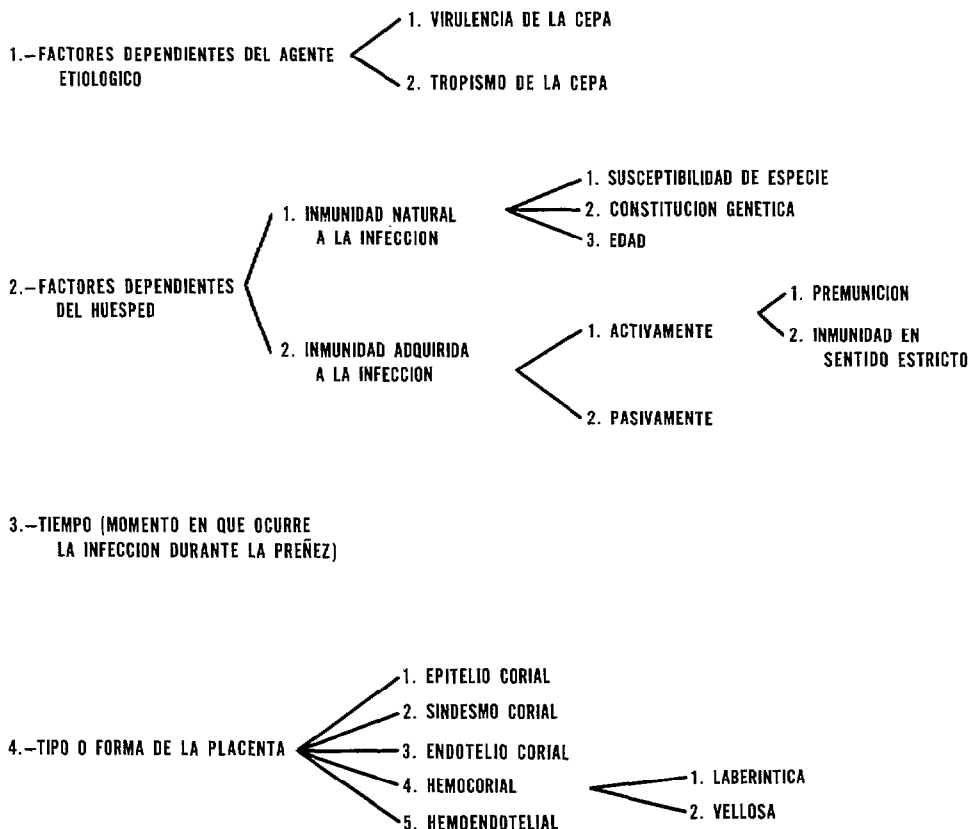 1. VIRULENCIA DE LA CEPA
1.—FACTORES DEPENDIENTES DEL AGENTE
ETIOLOGICO
2. TROPISMO DE LA CEPA
1. SUSCEPTIBILIDAD DE ESPECIE
1. INMUNIDAD NATURAL
A LA INFECCION
2. CONSTITUCION GENETICA
3. EDAD
2.—FACTORES DEPENDIENTES
DEL HUESPED
1. PREMUNICION
2. INMUNIDAD ADQUIRIDA
A LA INFECCION
1. ACTIVAMENTE
2. INMUNIDAD EN
SENTIDO ESTRICTO
2. PASIVAMENTE
3.—TIEMPO (MOMENTO EN QUE OCURRE
LA INFECCION DURANTE LA PREÑEZ)
1. EPITELIO CORIAL
2. SINDESMO CORIAL
4.—TIPO O FORMA DE LA PLACENTA
3. ENDOTELIO CORIAL
4. HEMOCORIAL
1. LABERINTICA
2. VELLOSA
5. HEMOENDOTELIAL